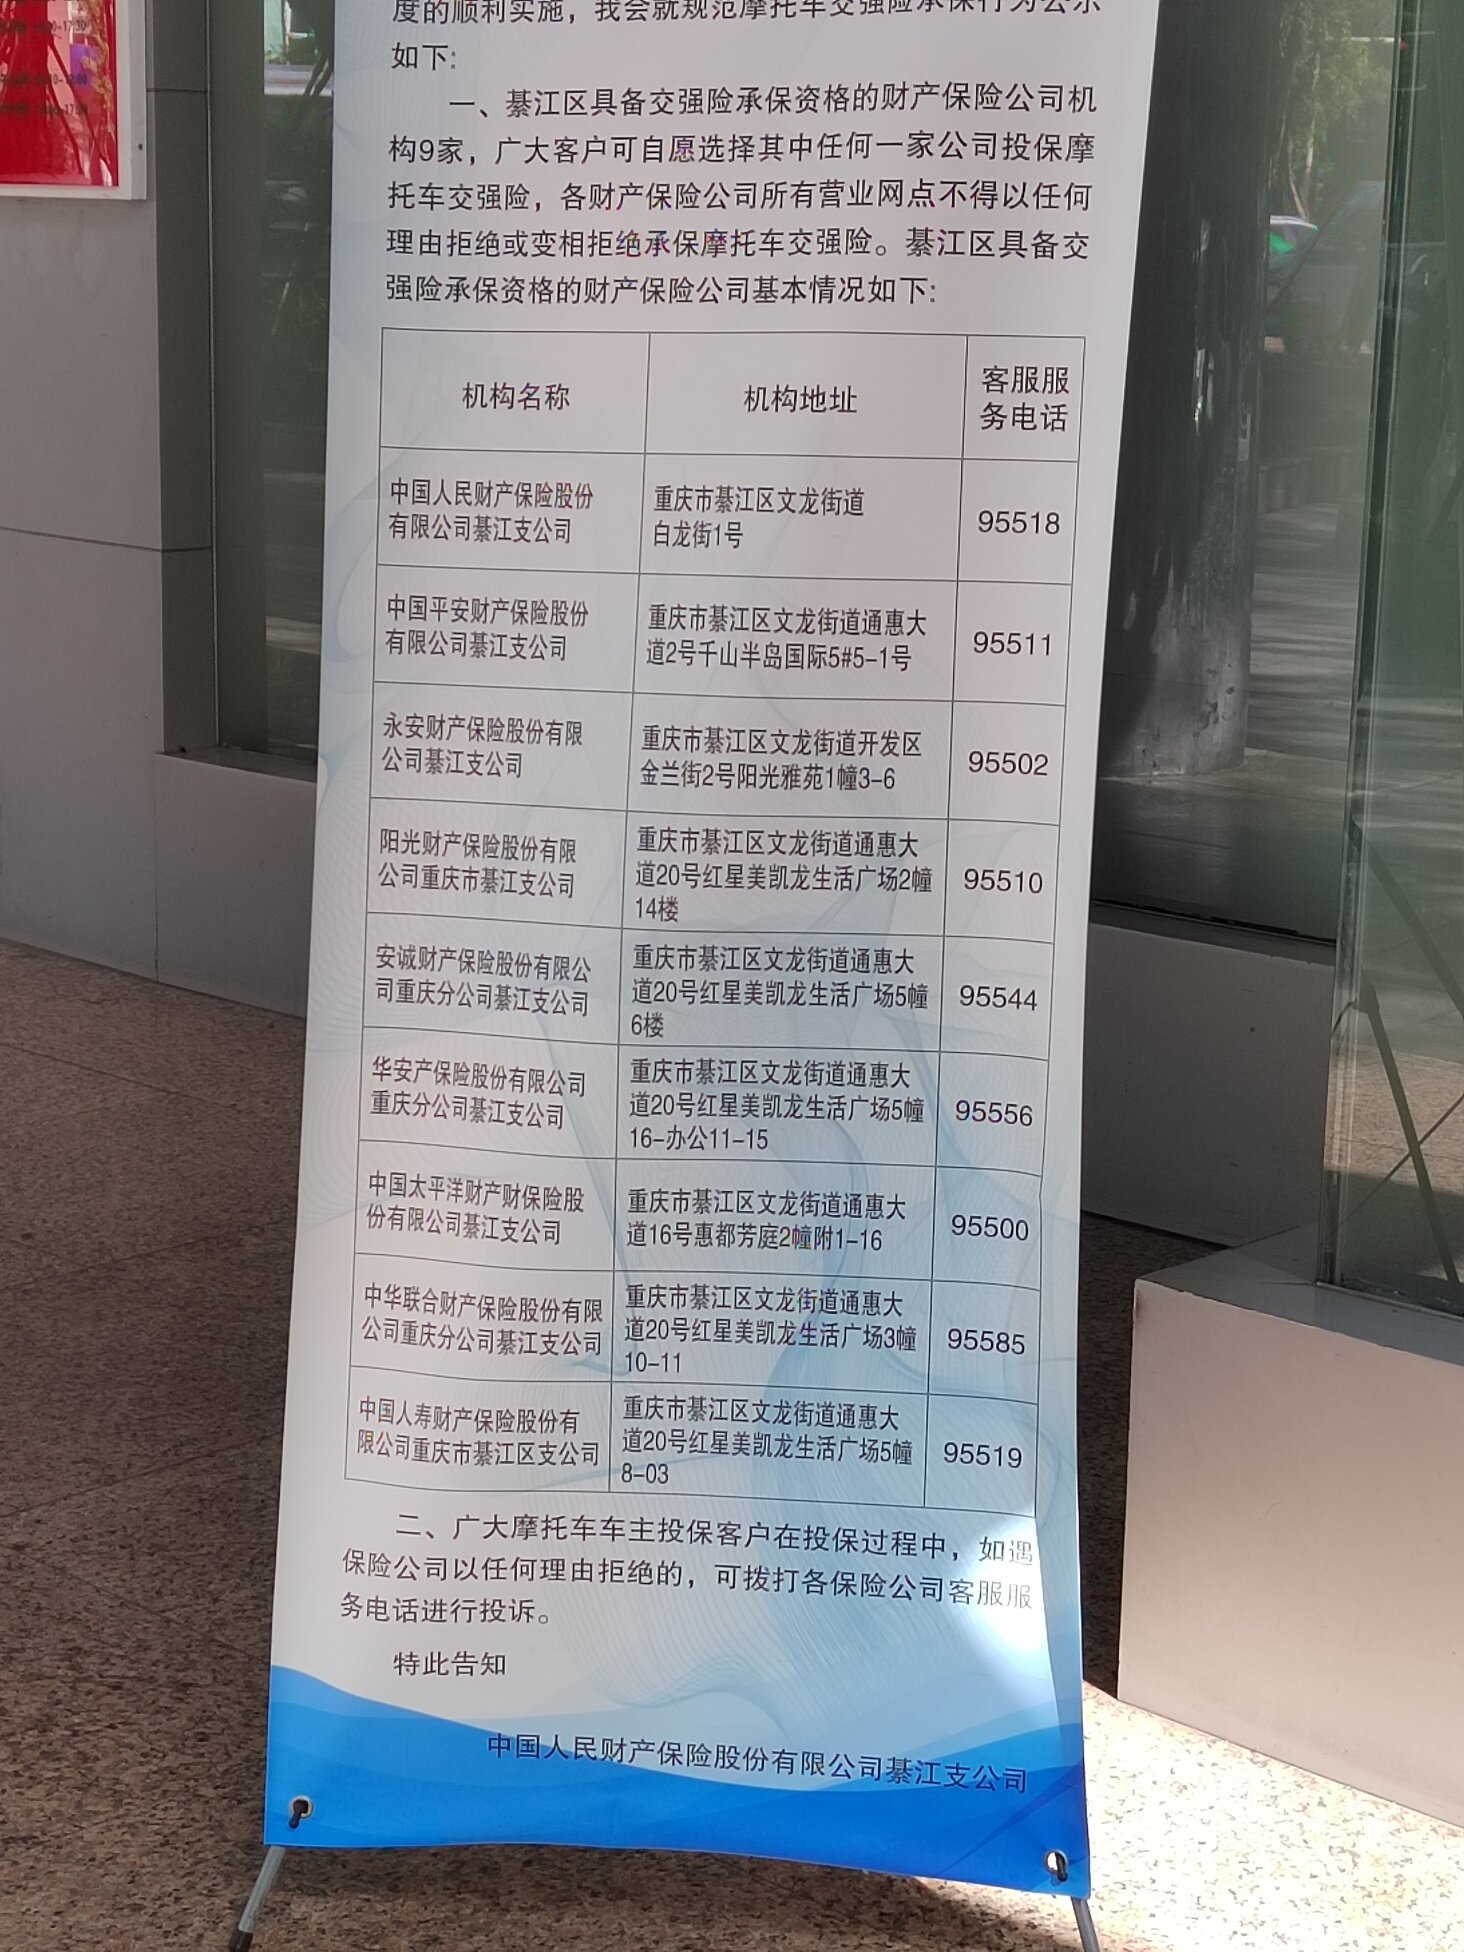 度的顺利实施，我会就规范摩托车交强险承保行为公示
如下：
一、綦江区具备交强险承保资格的财产保险公司机
构9家，广大客户可自愿选择其中任何一家公司投保摩
托车交强险，各财产保险公司所有营业网点不得以任何
理由拒绝或变相拒绝承保摩托车交强险。綦江区具备交
强险承保资格的财产保险公司基本情况如下：
机构名称
机构地址
客服服
务电话
中国人民财产保险股份
有限公司綦江支公司
重庆市綦江区文龙街道
白龙街1号
95518
中国平安财产保险股份
有限公司綦江支公司
重庆市綦江区文龙街道通惠大
道2号千山半岛国际5#5-1号
95511
永安财产保险股份有限
公司綦江支公司
重庆市綦江区文龙街道开发区
金兰街2号阳光雅苑1幢3-6
95502
阳光财产保险股份有限
公司重庆市綦江支公司
重庆市綦江区文龙街道通惠大
道20号红星美凯龙生活广场2幢
14楼
95510
安诚财产保险股份有限公
司重庆分公司綦江支公司
重庆市綦江区文龙街道通惠大
道20号红星美凯龙生活广场5幢
6楼
95544
华安产保险股份有限公司
重庆分公司綦江支公司
重庆市綦江区文龙街道通惠大
道20号红星美凯龙生活广场5幢
16-办公11-15
95556
中国太平洋财产财保险股
份有限公司綦江支公司
重庆市綦江区文龙街道通惠大
道16号惠都芳庭2幢附1-16
95500
中华联合财产保险股份有限
公司重庆分公司綦江支公司
重庆市綦江区文龙街道通惠大
道20号红星美凯龙生活广场3幢
10-11
95585
中国人寿财产保险股份有
限公司重庆市綦江区支公司
重庆市綦江区文龙街道通惠大
道20号红星美凯龙生活广场5幢
8-03
95519
二、广大摩托车车主投保客户在投保过程中，如遇
保险公司以任何理由拒绝的，可拨打各保险公司客服服
务电话进行投诉。
特此告知
中国人民财产保险股份有限公司綦江支公司